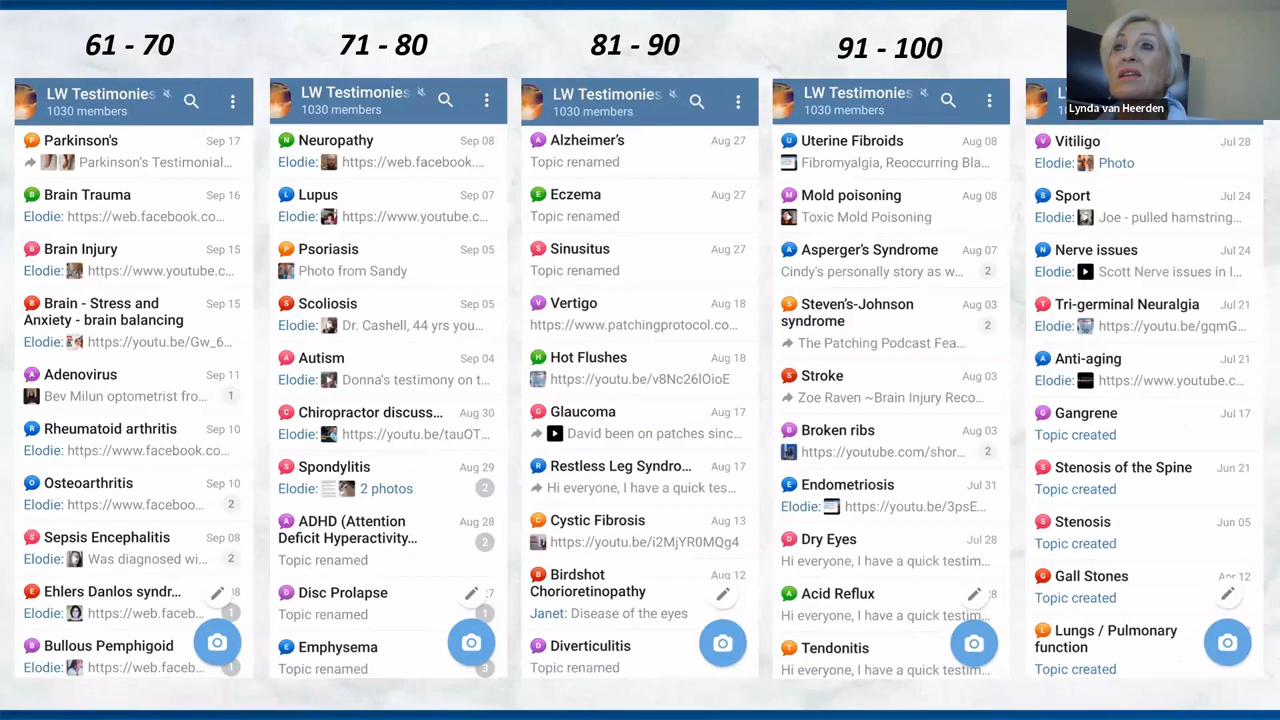 61 - 70
LW Testimonies
1030 members
Parkinson's Sep 17
Parkinson's Testimonial...
Brain Trauma Sep 16
Elodie: https://web.facebook.co...
Brain Injury Sep 15
Elodie: https://www.youtube.c...
Brain - Stress and Sep 15
Anxiety - brain balancing
Elodie: https://youtu.be/Gw_6...
Adenovirus Sep 11
Bev Milun optometrist fro... 1
Rheumatoid arthritis Sep 10
Elodie: https://www.facebook.co...
Osteoarthritis Sep 10
Elodie: https://www.facebo... 2
Sepsis Encephalitis Sep 08
Elodie: Was diagnosed wi... 2
Ehlers Danlos syndr...
Elodie: https://web.faceb... 1
Bullous Pemphigoid
Elodie: https://web.faceb... 1
71 - 80
LW Testimonies
1030 members
Neuropathy Sep 08
Elodie: https://web.facebook....
Lupus Sep 07
Elodie: https://www.youtube.c...
Psoriasis Sep 05
Photo from Sandy
Scoliosis Sep 05
Elodie: Dr. Cashell, 44 yrs you...
Autism Sep 04
Elodie: Donna's testimony on t...
Chiropractor discuss... Aug 30
Elodie: https://youtu.be/tauOT...
Spondylitis Aug 29
Elodie: 2 photos 2
ADHD (Attention Aug 28
Deficit Hyperactivity... 2
Topic renamed
Disc Prolapse
Topic renamed 1
Emphysema
Topic renamed 3
81 - 90
LW Testimonies
1030 members
Alzheimer's Aug 27
Topic renamed
Eczema Aug 27
Topic renamed
Sinusitus Aug 27
Topic renamed
Vertigo Aug 18
https://www.patchingprotocol.co...
Hot Flushes Aug 18
https://youtu.be/v8Nc26lOioE
Glaucoma Aug 17
David been on patches sinc...
Restless Leg Syndro... Aug 17
Hi everyone, I have a quick tes...
Cystic Fibrosis Aug 13
https://youtu.be/i2MjYR0MQg4
Birdshot Aug 12
Chorioretinopathy
Janet: Disease of the eyes
Diverticulitis
Topic renamed
91 - 100
LW Testimonies
1030 members
Uterine Fibroids Aug 08
Fibromyalgia, Reoccurring Bla...
Mold poisoning Aug 08
Toxic Mold Poisoning
Asperger's Syndrome Aug 07
Cindy's personally story as w... 2
Steven's-Johnson Aug 03
syndrome 2
The Patching Podcast Fea...
Stroke Aug 03
Zoe Raven ~Brain Injury Reco...
Broken ribs Aug 03
https://youtube.com/shor... 2
Endometriosis Jul 31
Elodie: https://youtu.be/3psE...
Dry Eyes Jul 28
Hi everyone, I have a quick testim...
Acid Reflux
Hi everyone, I have a quick testim...
Tendonitis
Hi everyone, I have a quick testim...
Lynda van Heerden
Vitiligo Jul 28
Elodie: Photo
Sport Jul 24
Elodie: Joe - pulled hamstring...
Nerve issues Jul 24
Elodie: Scott Nerve issues in l...
Tri-germinal Neuralgia Jul 21
Elodie: https://youtu.be/gqmG...
Anti-aging Jul 21
Elodie: https://www.youtube.c...
Gangrene Jul 17
Topic created
Stenosis of the Spine Jun 21
Topic created
Stenosis Jun 05
Topic created
Gall Stones Apr 12
Topic created
Lungs / Pulmonary
function
Topic created